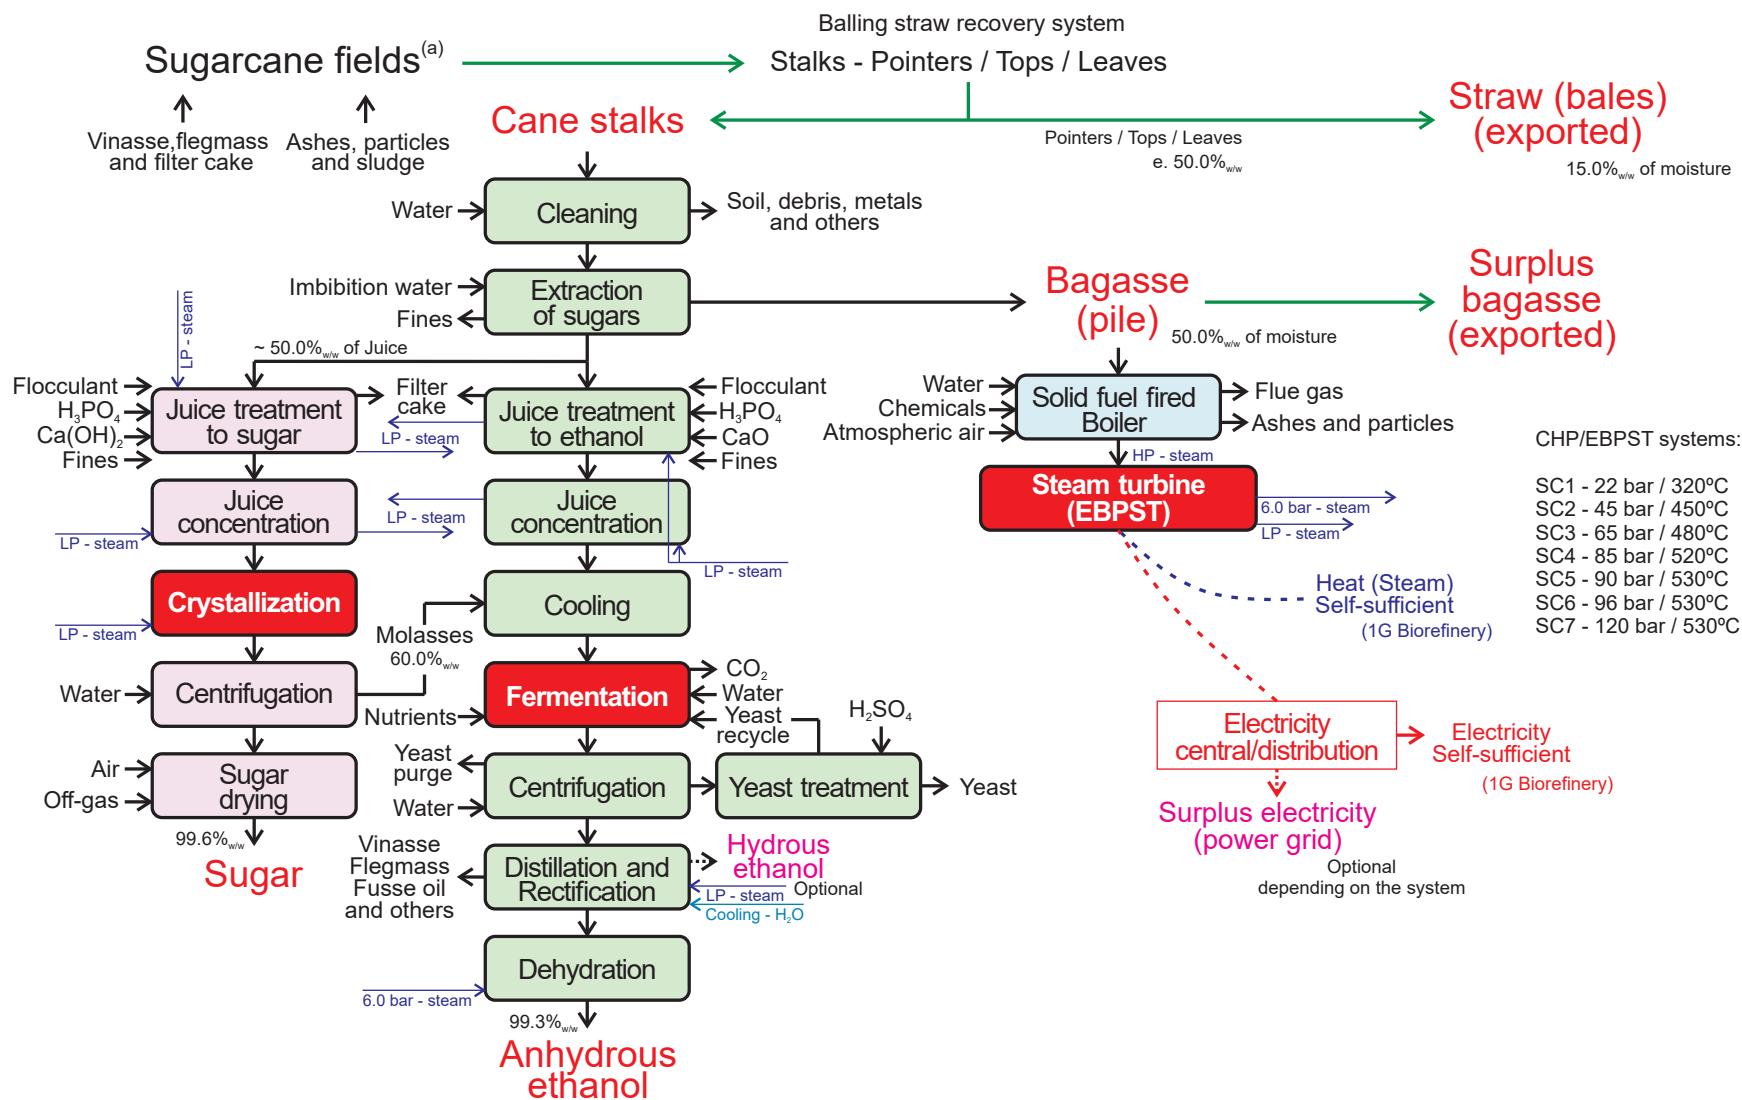 Balling straw recovery system
Sugarcane fields(a)
Stalks - Pointers / Tops / Leaves
Vinasse,flegmass
and filter cake
Ashes, particles
and sludge
Cane stalks
Pointers / Tops / Leaves
e. 50.0%w/w
Straw (bales)
(exported)
15.0%w/w of moisture
Water
Cleaning
Soil, debris, metals
and others
Imbibition water
Fines
Extraction
of sugars
Bagasse
(pile)
50.0%w/w of moisture
Surplus
bagasse
(exported)
LP - steam
~ 50.0%w/w of Juice
Flocculant
H3PO4
Ca(OH)2
Fines
Juice treatment
to sugar
Filter
cake
LP - steam
Juice treatment
to ethanol
Flocculant
H3PO4
CaO
Fines
Water
Chemicals
Atmospheric air
Solid fuel fired
Boiler
Flue gas
Ashes and particles
HP - steam
Steam turbine
(EBPST)
6.0 bar - steam
LP - steam
CHP/EBPST systems:
SC1 - 22 bar / 320ºC
SC2 - 45 bar / 450ºC
SC3 - 65 bar / 480ºC
SC4 - 85 bar / 520ºC
SC5 - 90 bar / 530ºC
SC6 - 96 bar / 530ºC
SC7 - 120 bar / 530ºC
LP - steam
Juice
concentration
LP - steam
Juice
concentration
LP - steam
Heat (Steam)
Self-sufficient
(1G Biorefinery)
LP - steam
Crystallization
Molasses
60.0%w/w
Cooling
Water
Centrifugation
Nutrients
Fermentation
CO2
Water
Yeast
recycle
H2SO4
Electricity
central/distribution
Electricity
Self-sufficient
(1G Biorefinery)
Surplus electricity
(power grid)
Optional
depending on the system
Air
Off-gas
Sugar
drying
99.6%w/w
Sugar
Yeast
purge
Water
Centrifugation
Yeast treatment
Yeast
Vinasse
Flegmass
Fusse oil
and others
Distillation and
Rectification
Hydrous
ethanol
Optional
LP - steam
Cooling - H2O
Dehydration
6.0 bar - steam
99.3%w/w
Anhydrous
ethanol